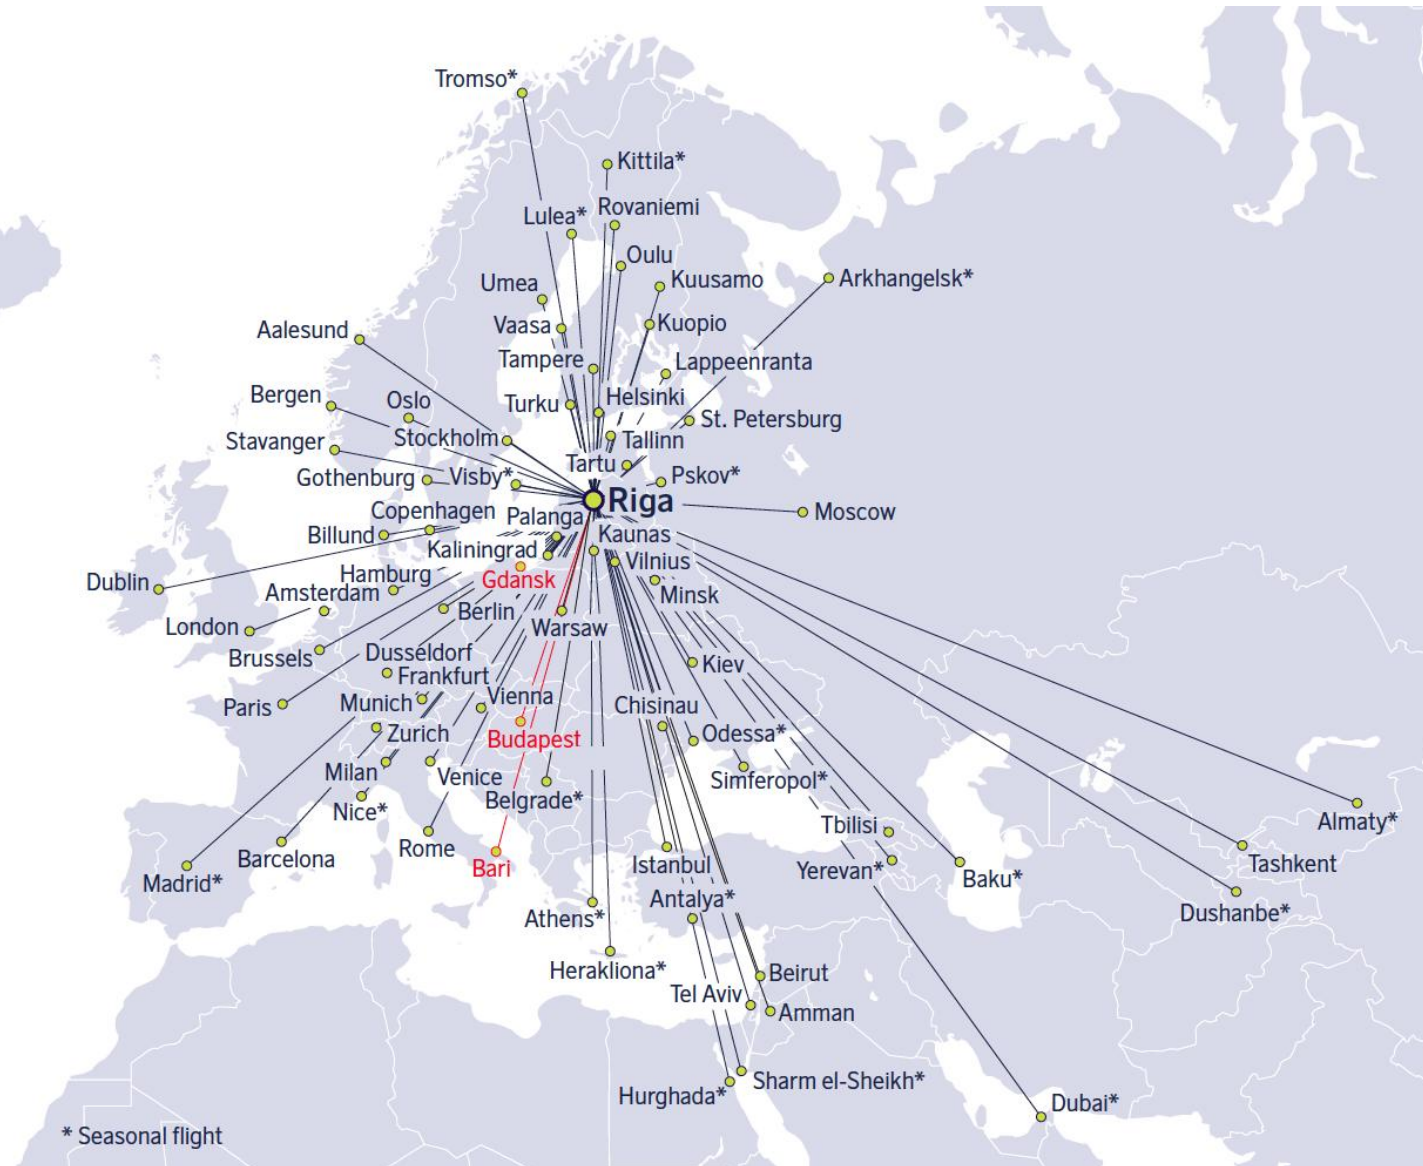 Tromso*
Kittila*
Rovaniemi
Lulea*
Oulu
Kuusamo
Arkhangelsk*
Umea
Vaasa
Kuopio
Aalesund
Tampere
Lappeenranta
Bergen
Oslo
Turku
Helsinki
St. Petersburg
Stavanger
Stockholm
Tallinn
Tartu
Gothenburg
Visby*
Pskov*
Riga
Copenhagen
Palanga
Moscow
Billund
Kaunas
Kaliningrad
Vilnius
Dublin
Hamburg
Gdansk
Amsterdam
Minsk
Berlin
London
Warsaw
Brussels
Dusseldorf
Kiev
Frankfurt
Paris
Munich
Vienna
Chisinau
Zurich
Budapest
Odessa*
Milan
Venice
Simferopol*
Nice*
Belgrade*
Tbilisi
Almaty*
Barcelona
Rome
Bari
Istanbul
Yerevan*
Baku*
Tashkent
Madrid*
Antalya*
Athens*
Dushanbe*
Herakliona*
Beirut
Tel Aviv
Amman
Sharm el-Sheikh*
Hurghada*
Dubai*
* Seasonal flight